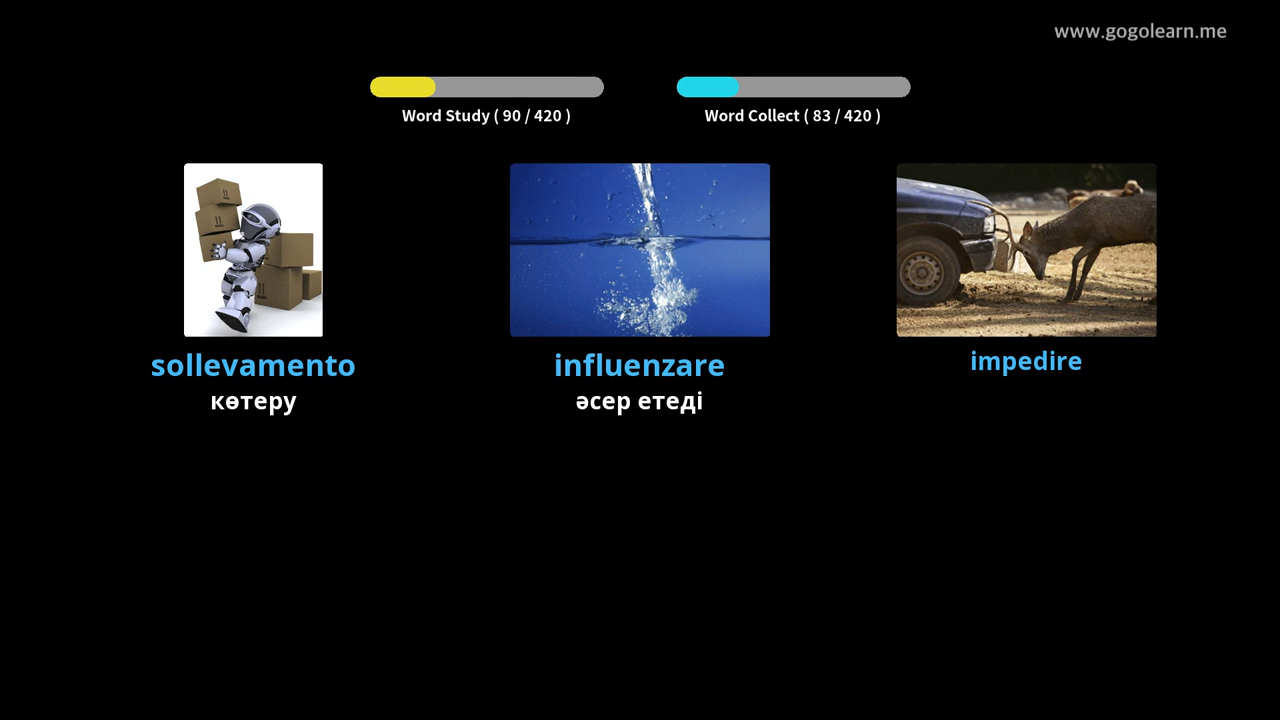 www.gogolearn.me
Word Study ( 90 / 420 )
Word Collect ( 83 / 420 )
sollevamento
көтеру
influenzare
әсер етеді
impedire